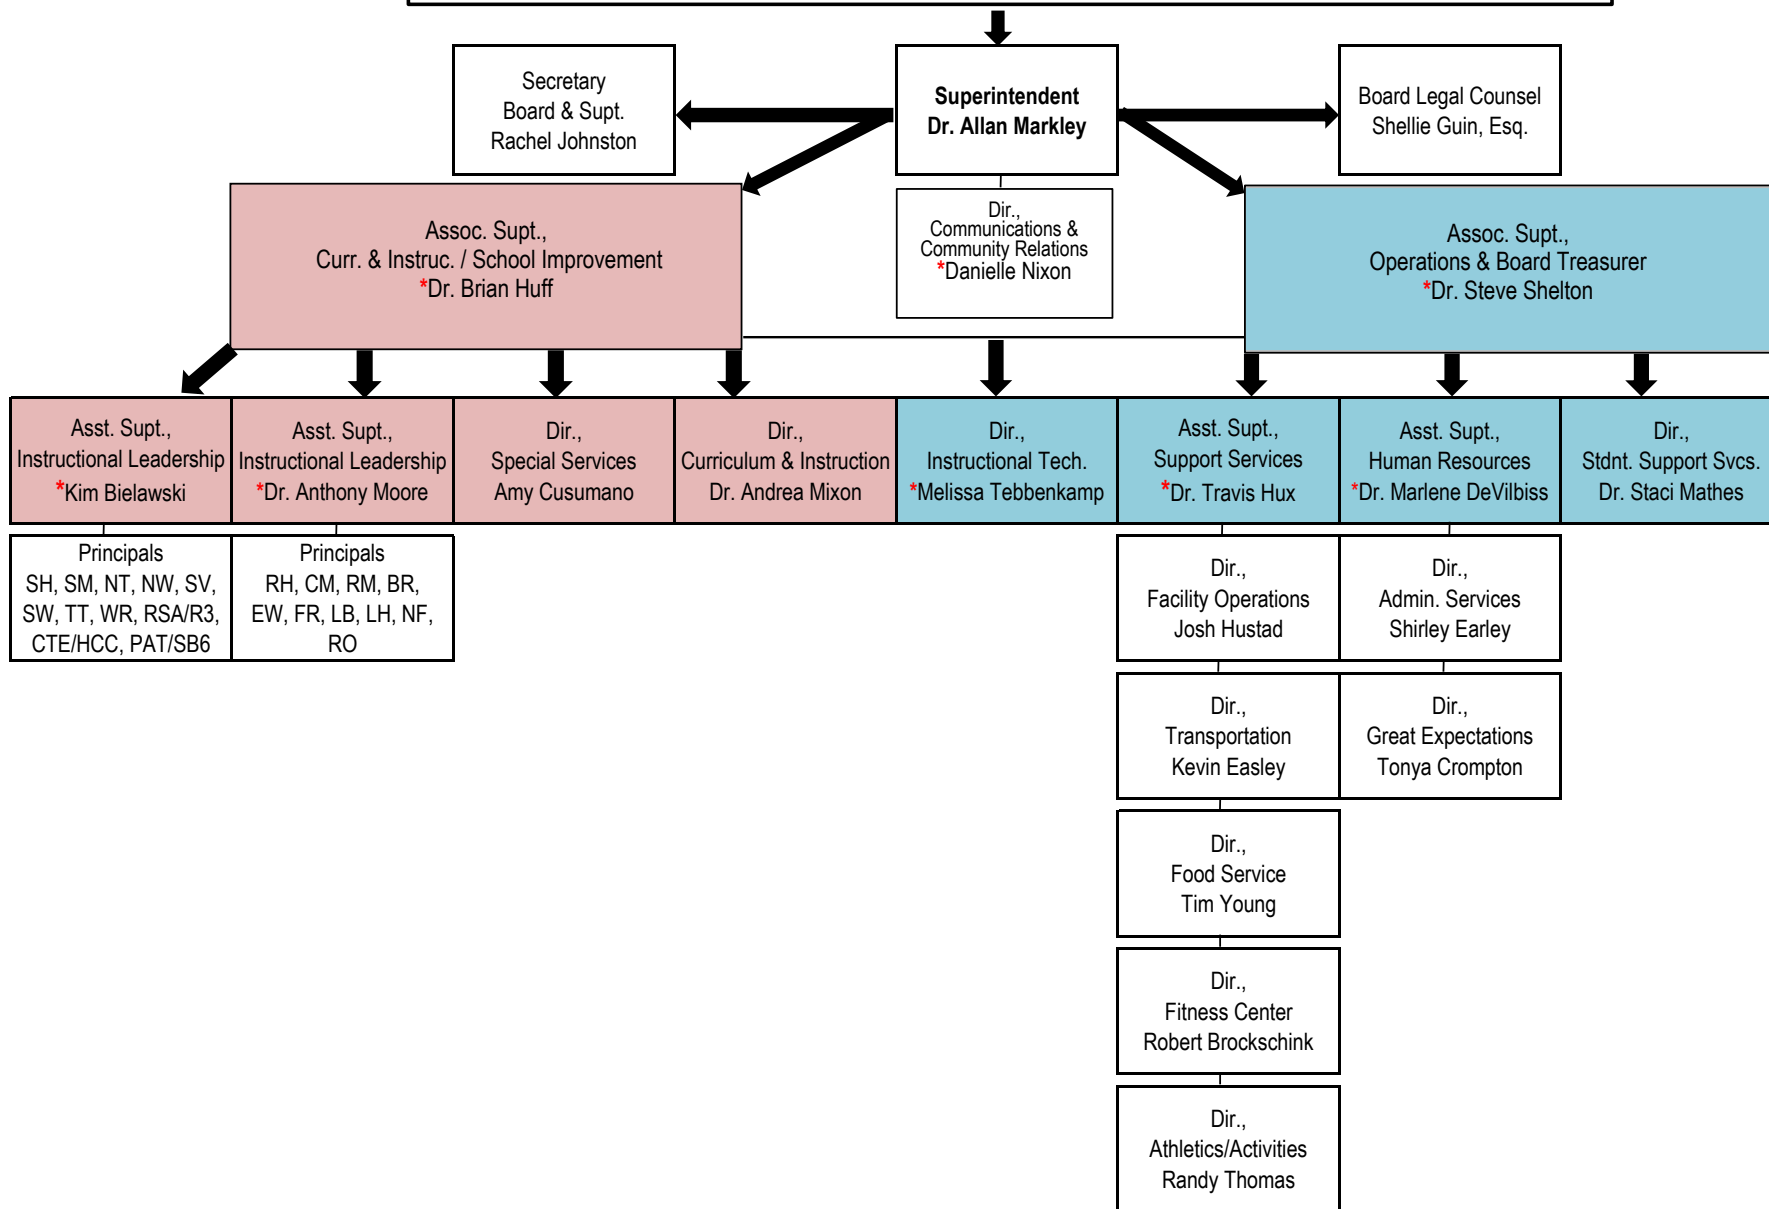 Secretary
Board & Supt.
Rachel Johnston
Superintendent
Dr. Allan Markley
Board Legal Counsel
Shellie Guin, Esq.
Assoc. Supt.,
Curr. & Instruc. / School Improvement
*Dr. Brian Huff
Dir.,
Communications &
Community Relations
*Danielle Nixon
Assoc. Supt.,
Operations & Board Treasurer
*Dr. Steve Shelton
Asst. Supt.,
Instructional Leadership
*Kim Bielawski
Asst. Supt.,
Instructional Leadership
*Dr. Anthony Moore
Dir.,
Special Services
Amy Cusumano
Dir.,
Curriculum & Instruction
Dr. Andrea Mixon
Dir.,
Instructional Tech.
*Melissa Tebbenkamp
Asst. Supt.,
Support Services
*Dr. Travis Hux
Asst. Supt.,
Human Resources
*Dr. Marlene DeVilbiss
Dir.,
Stdnt. Support Svcs.
Dr. Staci Mathes
Principals
SH, SM, NT, NW, SV,
SW, TT, WR, RSA/R3,
CTE/HCC, PAT/SB6
Principals
RH, CM, RM, BR,
EW, FR, LB, LH, NF,
RO
Dir.,
Facility Operations
Josh Hustad
Dir.,
Admin. Services
Shirley Earley
Dir.,
Transportation
Kevin Easley
Dir.,
Great Expectations
Tonya Crompton
Dir.,
Food Service
Tim Young
Dir.,
Fitness Center
Robert Brockschink
Dir.,
Athletics/Activities
Randy Thomas